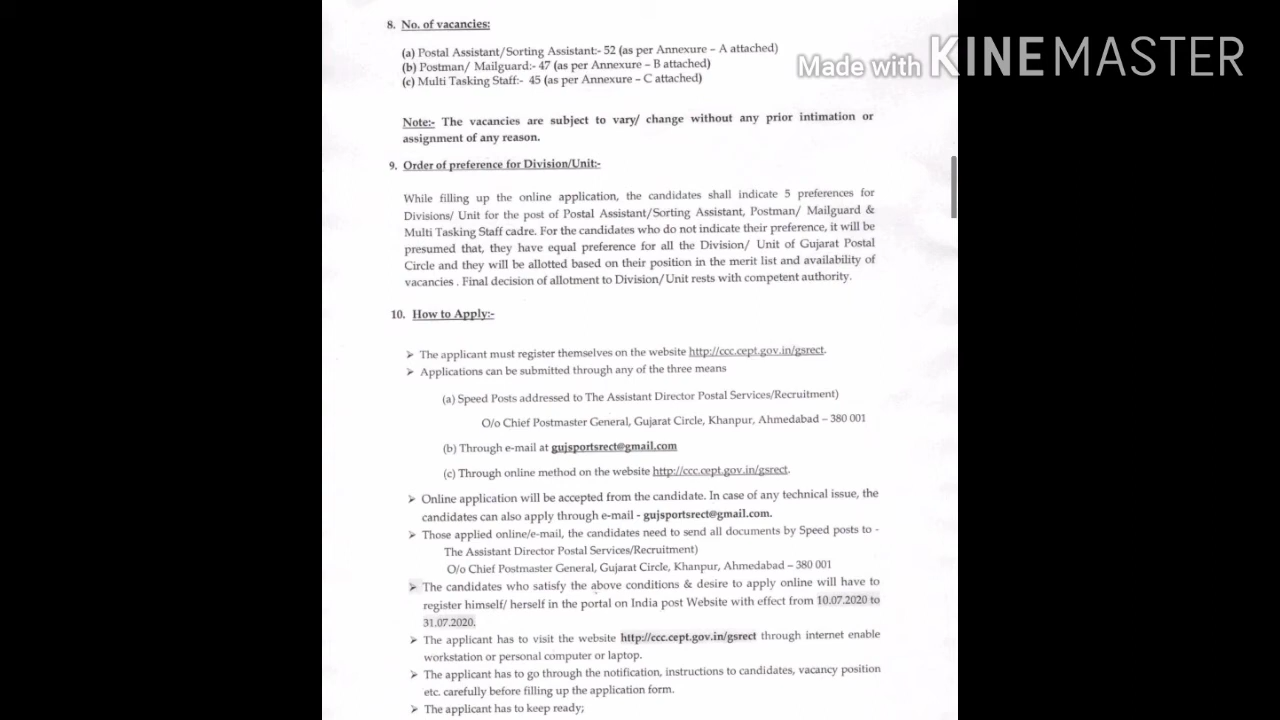 8. No. of vacancies:
(a) Postal Assistant/Sorting Assistant:- 52 (as per Annexure – A attached)
(b) Postman/ Mailguard:- 47 (as per Annexure – B attached)
(c) Multi Tasking Staff:- 45 (as per Annexure – C attached)
Made with KINEMASTER
Note:- The vacancies are subject to vary/ change without any prior intimation or
assignment of any reason.
9. Order of preference for Division/Unit:-
While filling up the online application, the candidates shall indicate 5 preferences for
Divisions/ Unit for the post of Postal Assistant/Sorting Assistant, Postman/ Mailguard &
Multi Tasking Staff cadre. For the candidates who do not indicate their preference, it will be
presumed that, they have equal preference for all the Division/ Unit of Gujarat Postal
Circle and they will be allotted based on their position in the merit list and availability of
vacancies . Final decision of allotment to Division/Unit rests with competent authority.
10. How to Apply:-
➢ The applicant must register themselves on the website http://ccc.cept.gov.in/gsrect.
➢ Applications can be submitted through any of the three means
(a) Speed Posts addressed to The Assistant Director Postal Services/Recruitment)
O/o Chief Postmaster General, Gujarat Circle, Khanpur, Ahmedabad – 380 001
(b) Through e-mail at gujsportsrect@gmail.com
(c) Through online method on the website http://ccc.cept.gov.in/gsrect.
➢ Online application will be accepted from the candidate. In case of any technical issue, the
candidates can also apply through e-mail - gujsportsrect@gmail.com.
➢ Those applied online/e-mail, the candidates need to send all documents by Speed posts to -
The Assistant Director Postal Services/Recruitment)
O/o Chief Postmaster General, Gujarat Circle, Khanpur, Ahmedabad – 380 001
➢ The candidates who satisfy the above conditions & desire to apply online will have to
register himself/ herself in the portal on India post Website with effect from 10.07.2020 to
31.07.2020.
➢ The applicant has to visit the website http://ccc.cept.gov.in/gsrect through internet enable
workstation or personal computer or laptop.
➢ The applicant has to go through the notification, instructions to candidates, vacancy position
etc. carefully before filling up the application form.
➢ The applicant has to keep ready;